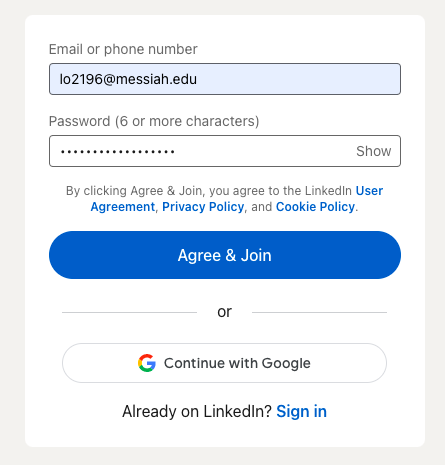 Email or phone number
lo2196@messiah.edu
Password (6 or more characters)
•••••••••••••••••• Show
By clicking Agree & Join, you agree to the LinkedIn User
Agreement, Privacy Policy, and Cookie Policy.
Agree & Join
or
Continue with Google
Already on LinkedIn? Sign in